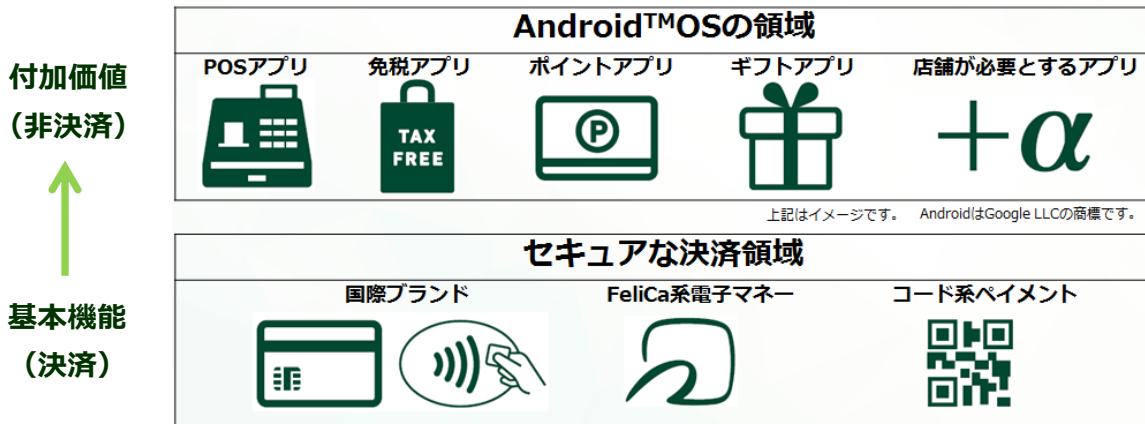 Android™OSの領域
付加価値
（非決済）
POSアプリ
免税アプリ
ポイントアプリ
ギフトアプリ
店舗が必要とするアプリ
TAX
FREE
P
+α
上記はイメージです。 AndroidはGoogle LLCの商標です。
セキュアな決済領域
基本機能
（決済）
国際ブランド
FeliCa系電子マネー
コード系ペイメント